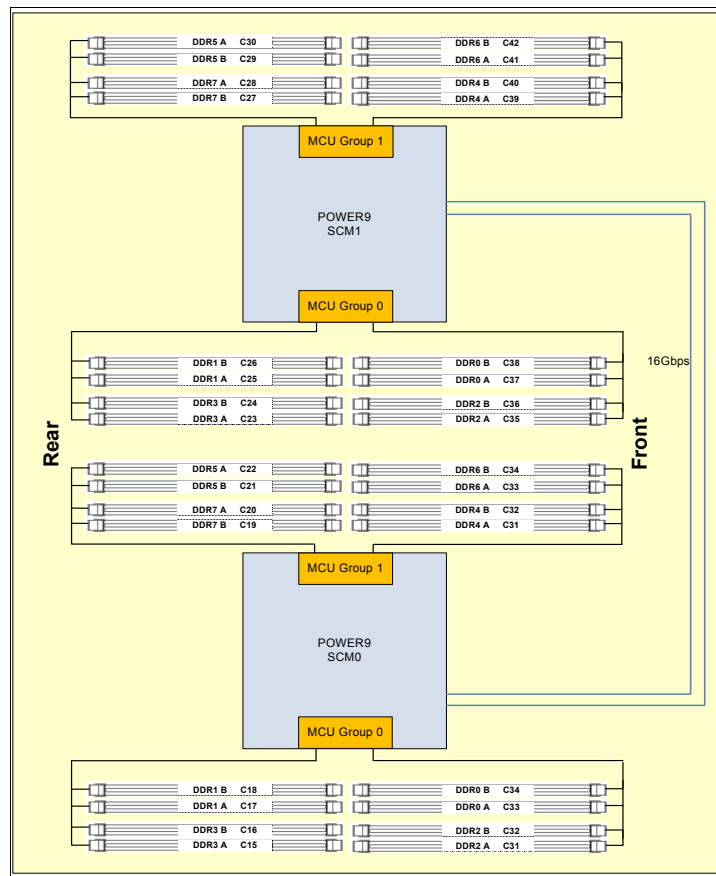 DDR5 A C30
DDR6 B C42
DDR5 B C29
DDR6 A C41
DDR7 A C28
DDR4 B C40
DDR7 B C27
DDR4 A C39
MCU Group 1
POWER9
SCM1
MCU Group 0
DDR1 B C26
DDR0 B C38
16Gbps
DDR1 A C25
DDR0 A C37
DDR3 B C24
DDR2 B C36
DDR3 A C23
DDR2 A C35
Rear
Front
DDR5 A C22
DDR6 B C34
DDR5 B C21
DDR6 A C33
DDR7 A C20
DDR4 B C32
DDR7 B C19
DDR4 A C31
MCU Group 1
POWER9
SCM0
MCU Group 0
DDR1 B C18
DDR0 B C34
DDR1 A C17
DDR0 A C33
DDR3 B C16
DDR2 B C32
DDR3 A C15
DDR2 A C31